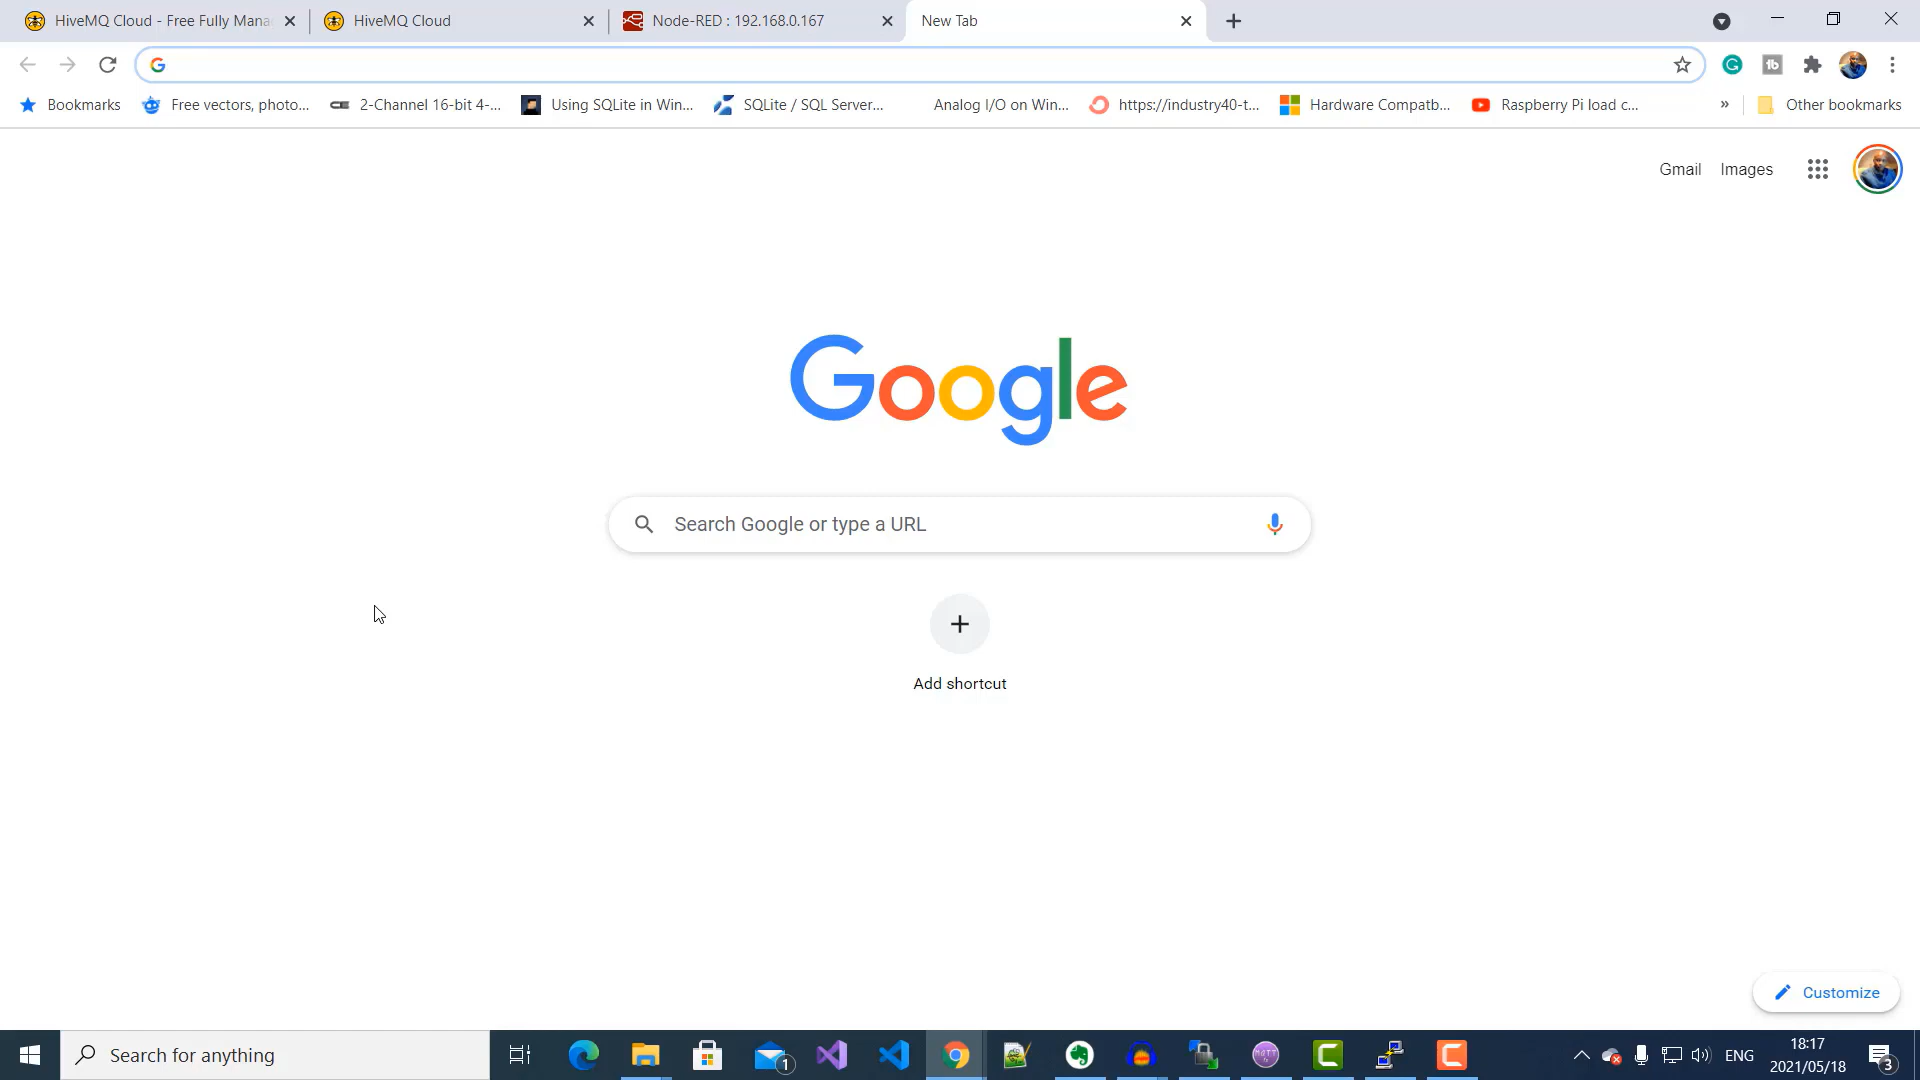 HiveMQ Cloud - Free Fully Mana
HiveMQ Cloud
Node-RED : 192.168.0.167
New Tab
Bookmarks
Free vectors, photo...
2-Channel 16-bit 4-...
Using SQLite in Win...
SQLite / SQL Server...
Analog I/O on Win...
https://industry40-t...
Hardware Compatb...
Raspberry Pi load c...
»
Other bookmarks
Gmail
Images
Google
Search Google or type a URL
Add shortcut
Customize
Search for anything
1
ENG
18:17
2021/05/18
3